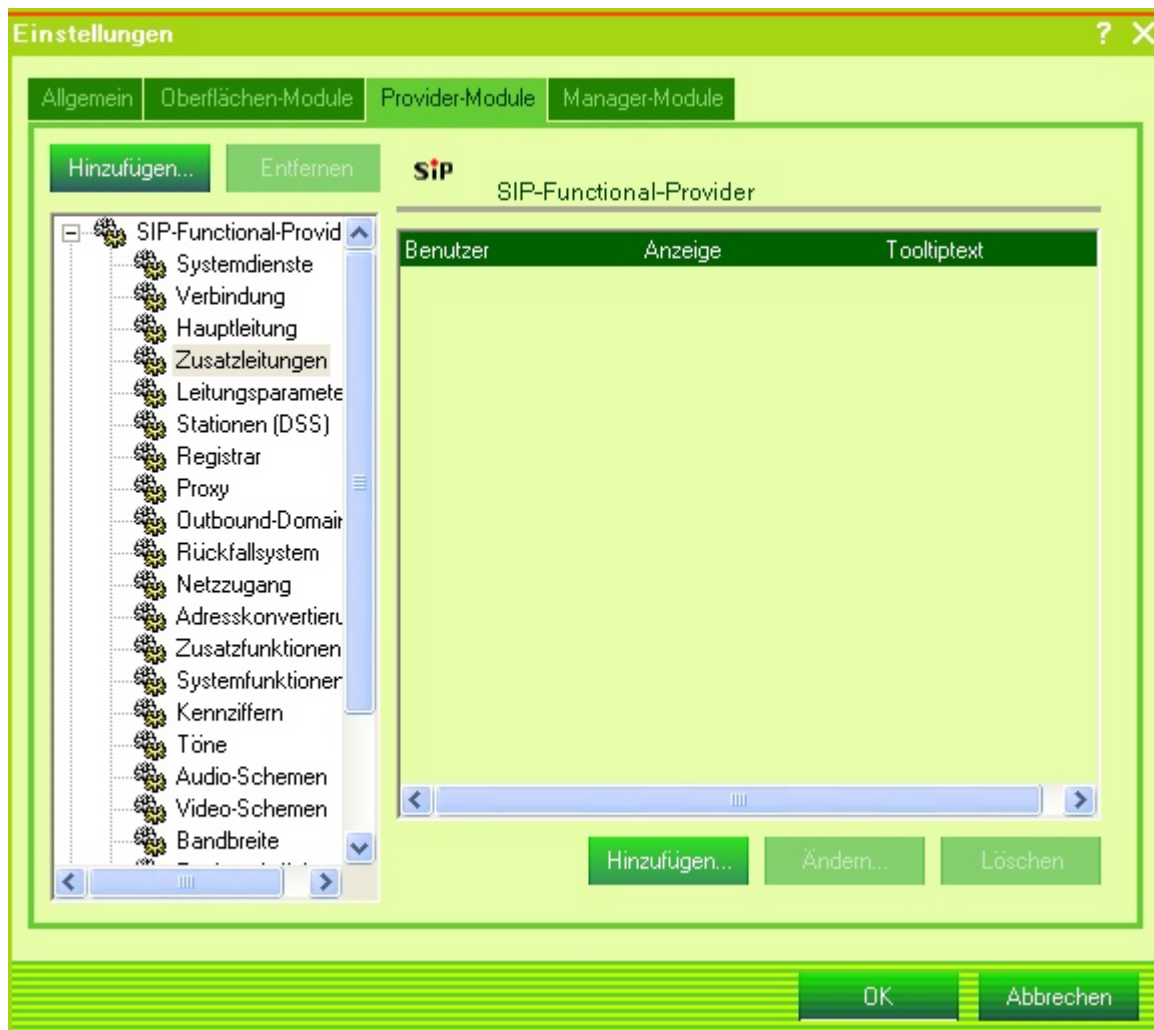 Einstellungen ? X
Allgemein Oberflächen-Module Provider-Module Manager-Module
Hinzufügen... Entfernen
SiP
SIP-Functional-Provider
SIP-Functional-Provid
Systemdienste
Verbindung
Hauptleitung
Zusatzleitungen
Leitungsparamete
Stationen (DSS)
Registrar
Proxy
Outbound-Domain
Rückfallsystem
Netzzugang
Adresskonvertieru
Zusatzfunktionen
Systemfunktionen
Kennziffern
Töne
Audio-Schemen
Video-Schemen
Bandbreite
Benutzer Anzeige Tooltiptext
Hinzufügen... Ändern... Löschen
OK Abbrechen